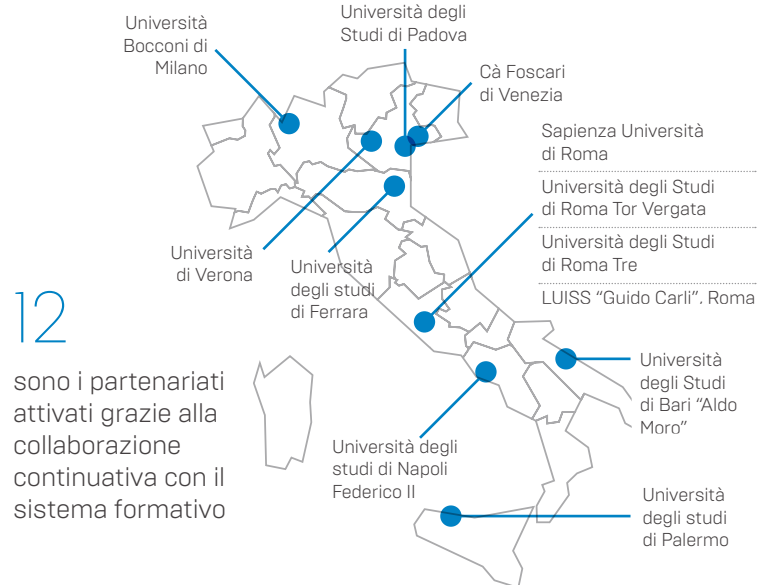 Università
Bocconi di
Milano
Università degli
Studi di Padova
Cà Foscari
di Venezia
Sapienza Università
di Roma
Università degli Studi
di Roma Tor Vergata
Università degli Studi
di Roma Tre
LUISS "Guido Carli", Roma
Università
di Verona
Università
degli studi
di Ferrara
12
sono i partenariati
attivati grazie alla
collaborazione
continuativa con il
sistema formativo
Università
degli Studi
di Bari "Aldo
Moro"
Università degli
studi di Napoli
Federico II
Università
degli studi
di Palermo